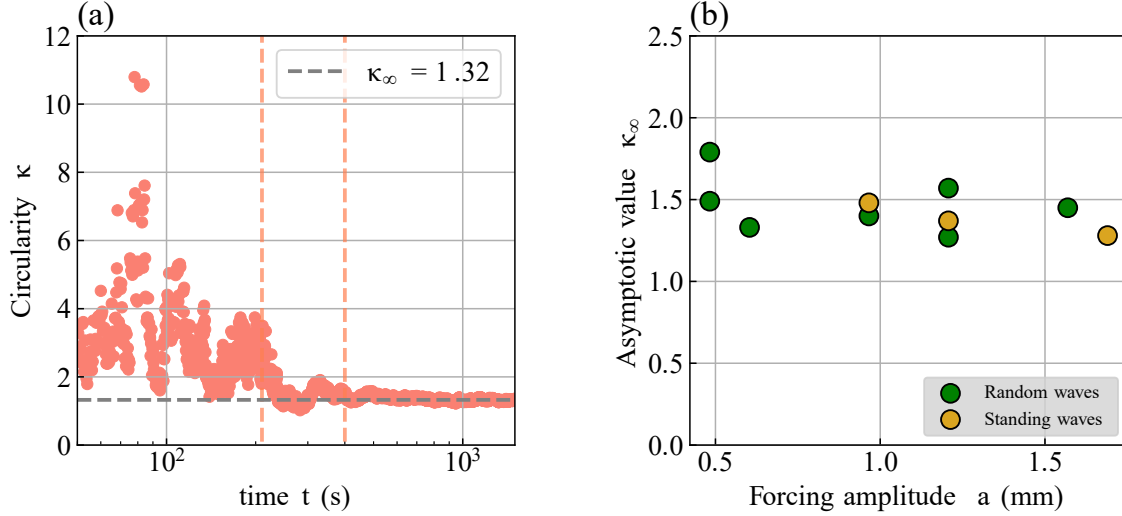 (a)
12
10
8
6
4
2
0
Circularity κ
κ∞ = 1.32
10²
10³
time t (s)
(b)
2.5
2.0
1.5
1.0
0.5
0.0
Asymptotic value κ∞
Random waves
Standing waves
0.5
1.0
1.5
Forcing amplitude a (mm)